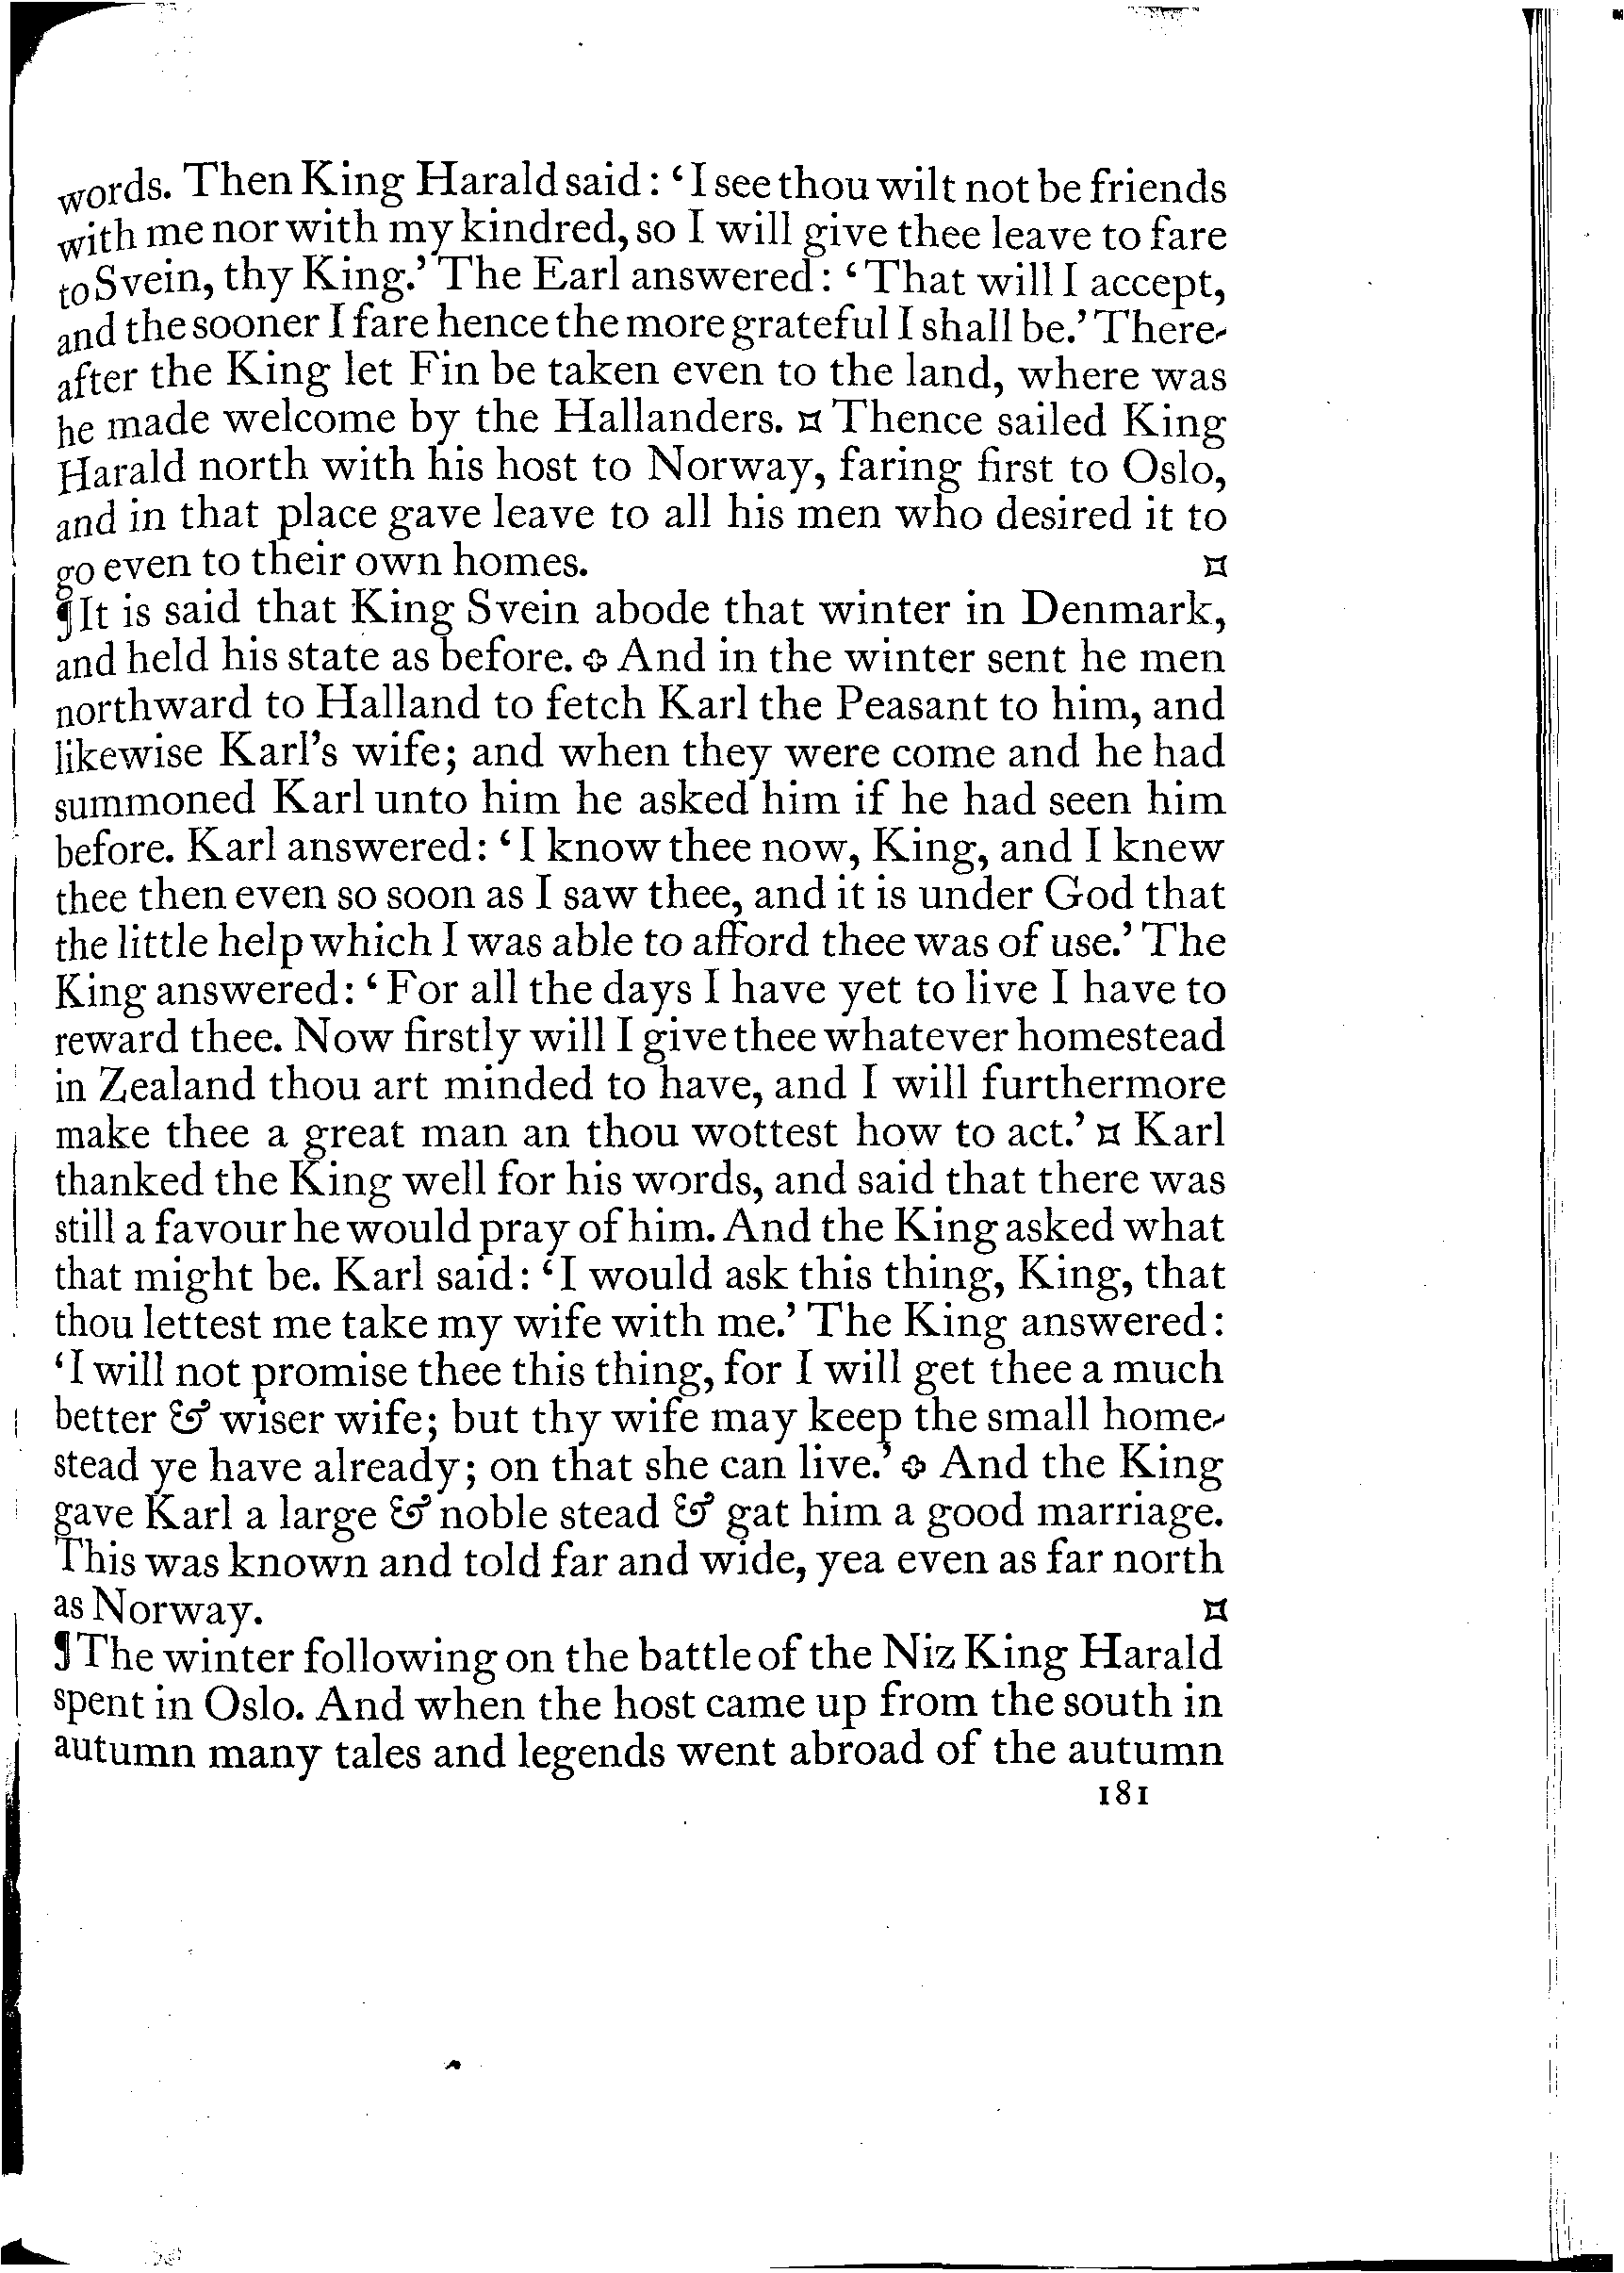 words. Then King Harald said: ‘I see thou wilt not be friends
with me nor with my kindred, so I will give thee leave to fare
to Svein, thy King.’ The Earl answered: ‘That will I accept,
and the sooner I fare hence the more grateful I shall be.’ There-
after the King let Fin be taken even to the land, where was
he made welcome by the Hallanders. ¤ Thence sailed King
Harald north with his host to Norway, faring first to Oslo,
and in that place gave leave to all his men who desired it to
go even to their own homes. ¤
¶ It is said that King Svein abode that winter in Denmark,
and held his state as before. ✥ And in the winter sent he men
northward to Halland to fetch Karl the Peasant to him, and
likewise Karl’s wife; and when they were come and he had
summoned Karl unto him he asked him if he had seen him
before. Karl answered: ‘I know thee now, King, and I knew
thee then even so soon as I saw thee, and it is under God that
the little help which I was able to afford thee was of use.’ The
King answered: ‘For all the days I have yet to live I have to
reward thee. Now firstly will I give thee whatever homestead
in Zealand thou art minded to have, and I will furthermore
make thee a great man an thou wottest how to act.’ ¤ Karl
thanked the King well for his words, and said that there was
still a favour he would pray of him. And the King asked what
that might be. Karl said: ‘I would ask this thing, King, that
thou lettest me take my wife with me.’ The King answered:
‘I will not promise thee this thing, for I will get thee a much
better & wiser wife; but thy wife may keep the small home-
stead ye have already; on that she can live.’ ✥ And the King
gave Karl a large & noble stead & gat him a good marriage.
This was known and told far and wide, yea even as far north
as Norway. ¤
¶ The winter following on the battle of the Niz King Harald
spent in Oslo. And when the host came up from the south in
autumn many tales and legends went abroad of the autumn
181